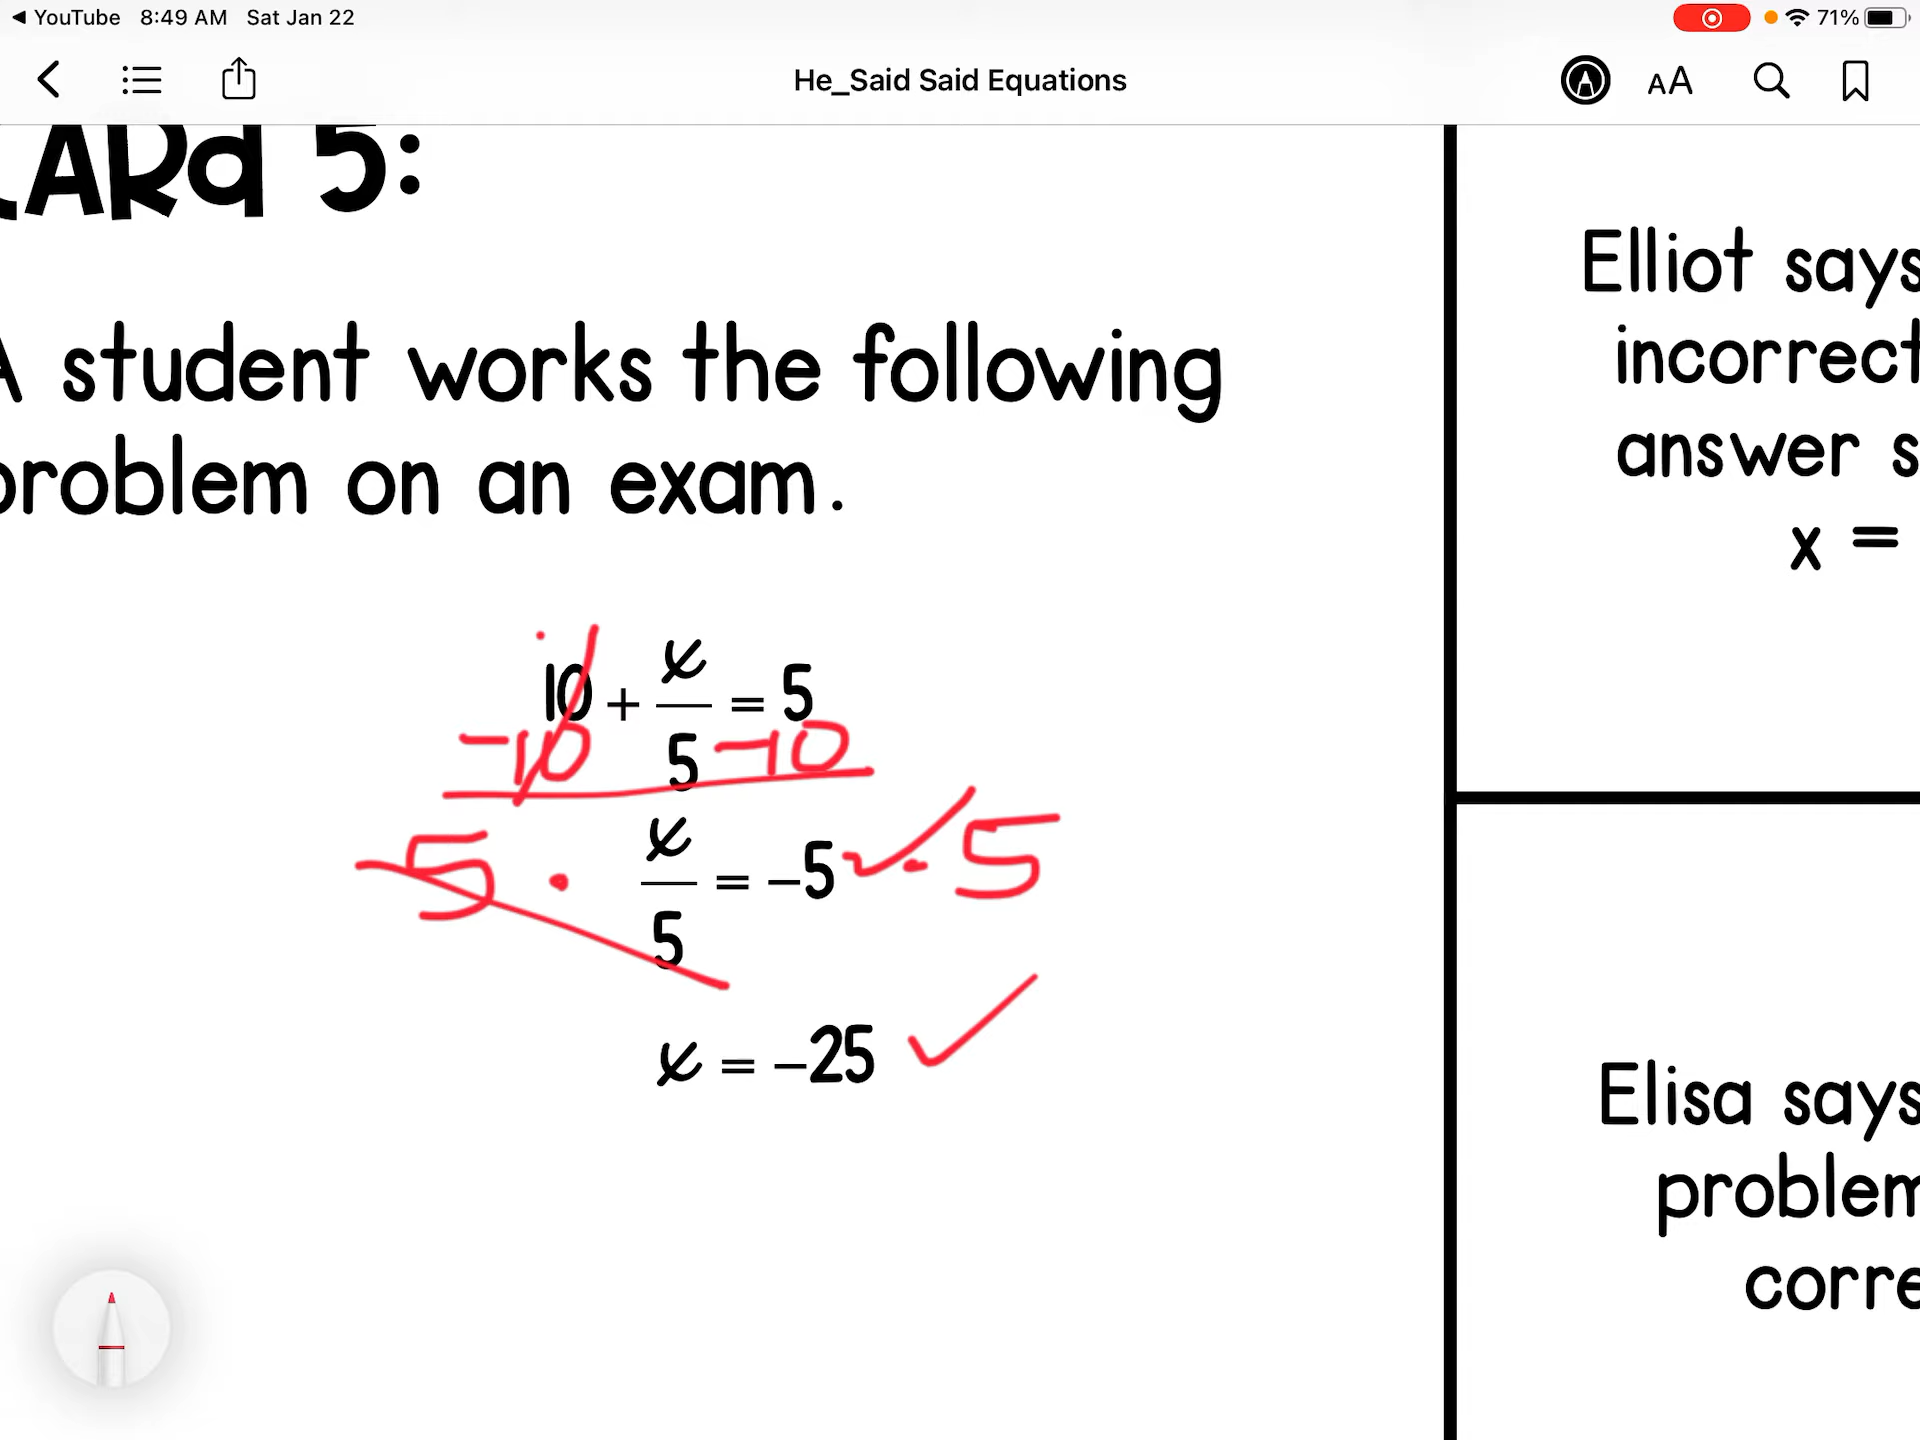 YouTube 8:49 AM Sat Jan 22 71%
He_Said Said Equations
AA
CARd 5:
A student works the following
problem on an exam.
10 + x/5 = 5
-10 -10
5 · x/5 = -5 · 5
x = -25
Elliot says
incorrect
answer s
x =
Elisa says
problem
corre